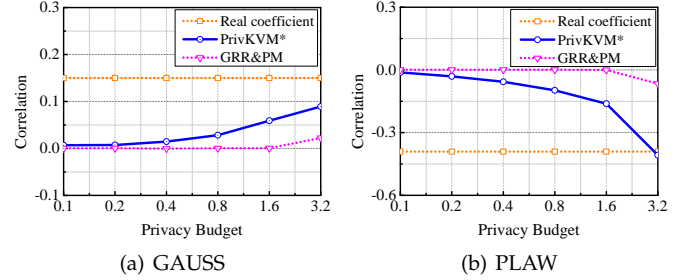 0.3
0.2
0.1
0.0
-0.1
Correlation
Real coefficient
PrivKVM*
GRR&PM
0.1 0.2 0.4 0.8 1.6 3.2
Privacy Budget
(a) GAUSS
0.3
0.0
-0.3
-0.6
Correlation
Real coefficient
PrivKVM*
GRR&PM
0.1 0.2 0.4 0.8 1.6 3.2
Privacy Budget
(b) PLAW